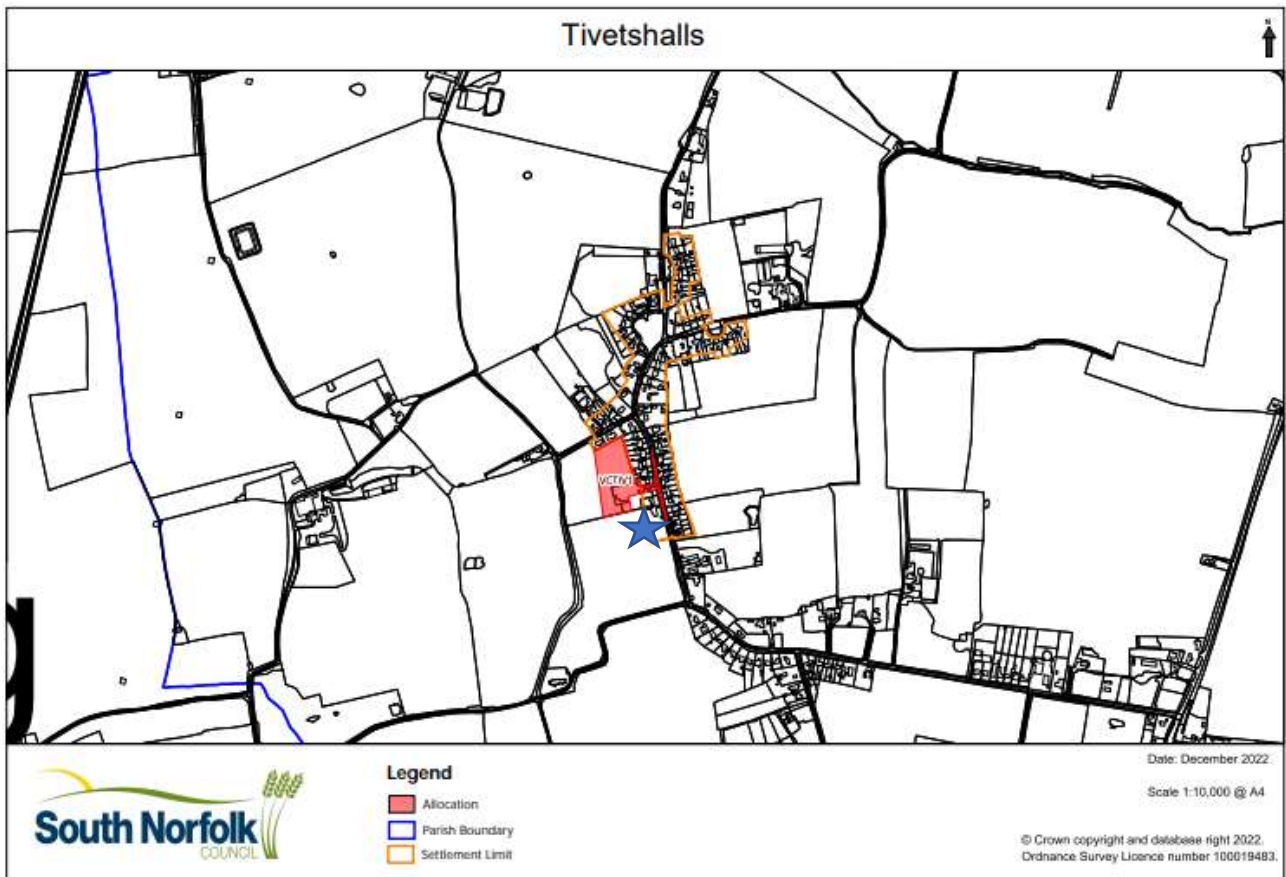 Tivetshalls
N
VCTIV1
g
South Norfolk
COUNCIL
Legend
Allocation
Parish Boundary
Settlement Limit
Date: December 2022
Scale 1:10,000 @ A4
© Crown copyright and database right 2022.
Ordnance Survey Licence number 100019483.